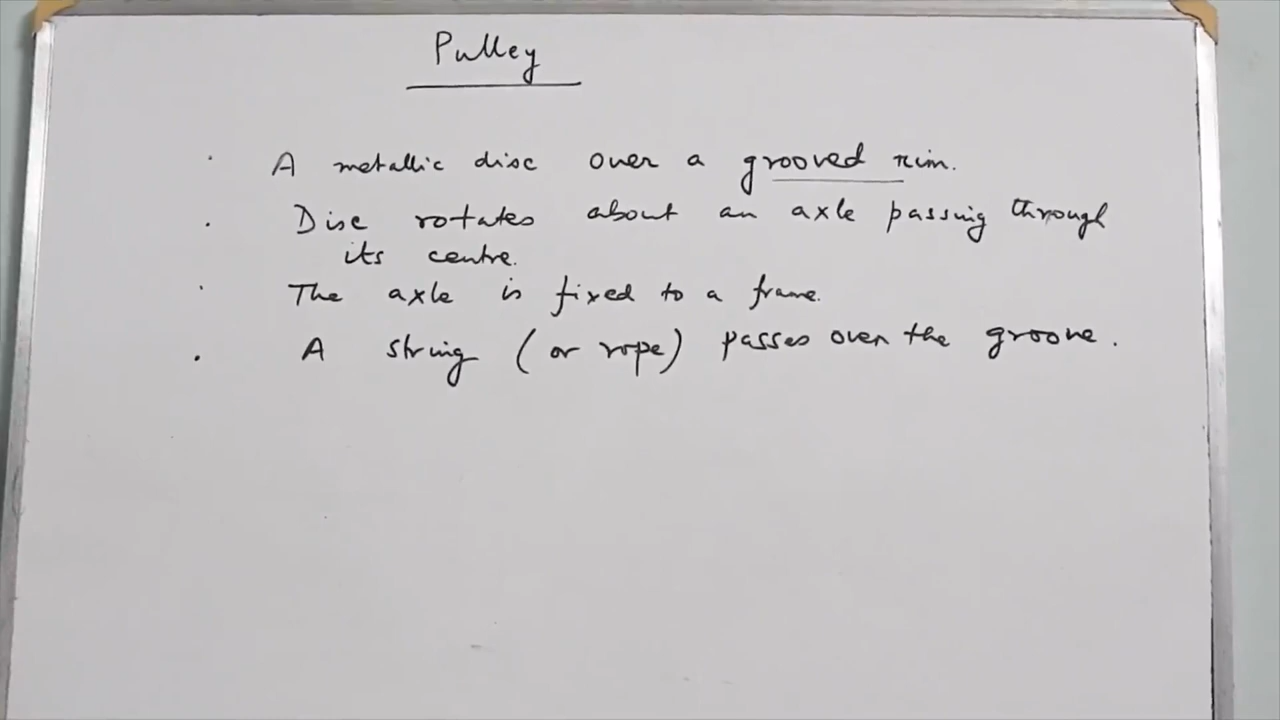 Pulley
· A metallic disc over a grooved rim.
· Disc rotates about an axle passing through
its centre.
· The axle is fixed to a frame.
· A string (or rope) passes over the groove.